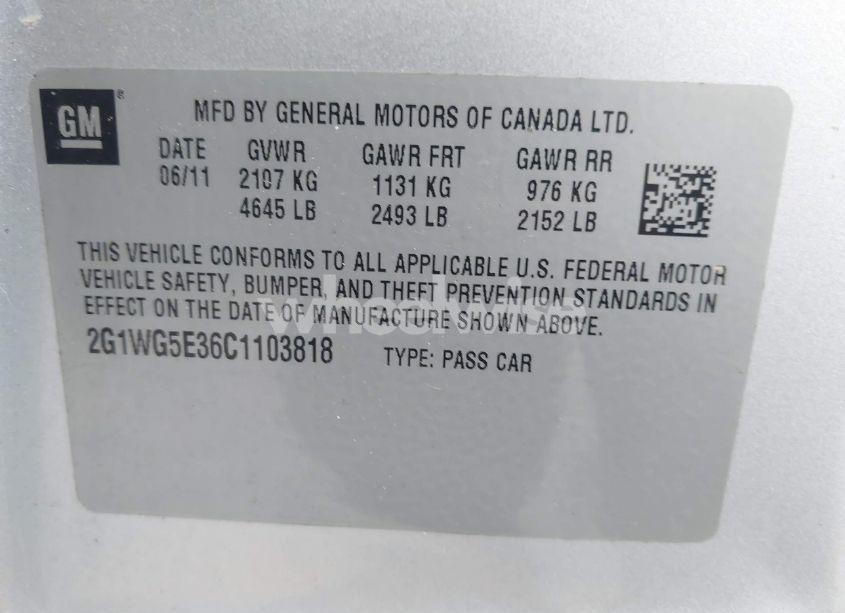 GM®
MFD BY GENERAL MOTORS OF CANADA LTD.
DATE GVWR GAWR FRT GAWR RR
06/11 2107 KG 1131 KG 976 KG
4645 LB 2493 LB 2152 LB
THIS VEHICLE CONFORMS TO ALL APPLICABLE U.S. FEDERAL MOTOR
VEHICLE SAFETY, BUMPER, AND THEFT PREVENTION STANDARDS IN
EFFECT ON THE DATE OF MANUFACTURE SHOWN ABOVE.
2G1WG5E36C1103818 TYPE: PASS CAR